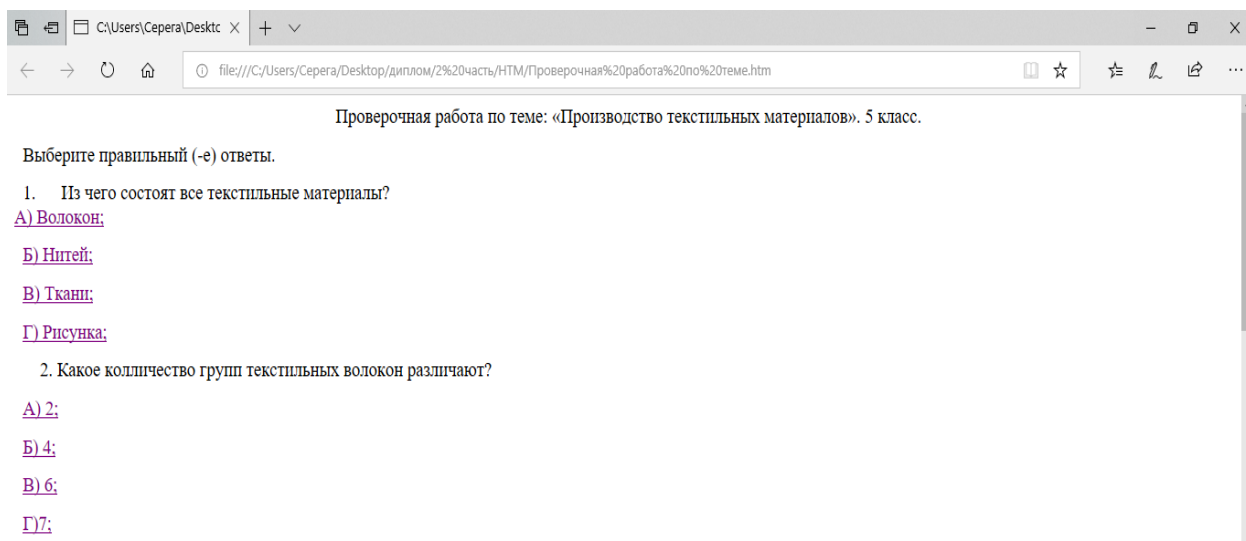 C:\Users\Серега\Desktc
file:///C:/Users/Серега/Desktop/диплом/2%20часть/HTM/Проверочная%20работа%20по%20теме.htm
Проверочная работа по теме: «Производство текстильных материалов». 5 класс.
Выберите правильный (-е) ответы.
1. Из чего состоят все текстильные материалы?
А) Волокон;
Б) Нитей;
В) Ткани;
Г) Рисунка;
2. Какое колличество групп текстильных волокон различают?
А) 2;
Б) 4;
В) 6;
Г)7;